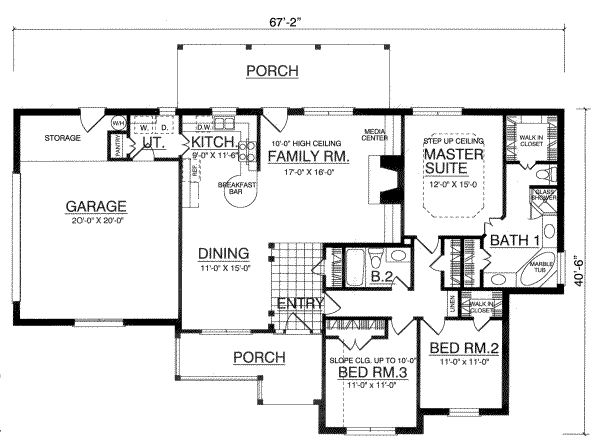 67'-2"
PORCH
STORAGE
W/H
PANTRY
W.
D.
UT.
D.W.
KITCH.
9'-0" X 11'-6"
REF.
BREAKFAST
BAR
10'-0" HIGH CEILING
FAMILY RM.
17'-0" X 16'-0"
MEDIA
CENTER
STEP UP CEILING
MASTER
SUITE
12'-0" X 15'-0
WALK IN
CLOSET
GLASS
SHOWER
BATH 1
MARBLE
TUB
GARAGE
20'-0" X 20'-0"
DINING
11'-0" X 15'-0"
ENTRY
B.2
LINEN
WALK IN
CLOSET
40'-6"
PORCH
SLOPE CLG. UP TO 10'-0"
BED RM.3
11'-0" X 11'-0"
BED RM.2
11'-0" X 11'-0"